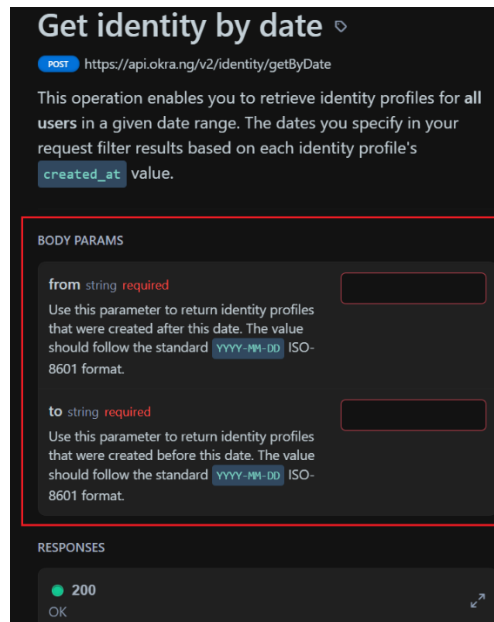 Get identity by date
POST https://api.okra.ng/v2/identity/getByDate
This operation enables you to retrieve identity profiles for all
users in a given date range. The dates you specify in your
request filter results based on each identity profile's
created_at value.
BODY PARAMS
from string required
Use this parameter to return identity profiles
that were created after this date. The value
should follow the standard YYYY-MM-DD ISO-
8601 format.
to string required
Use this parameter to return identity profiles
that were created before this date. The value
should follow the standard YYYY-MM-DD ISO-
8601 format.
RESPONSES
200
OK